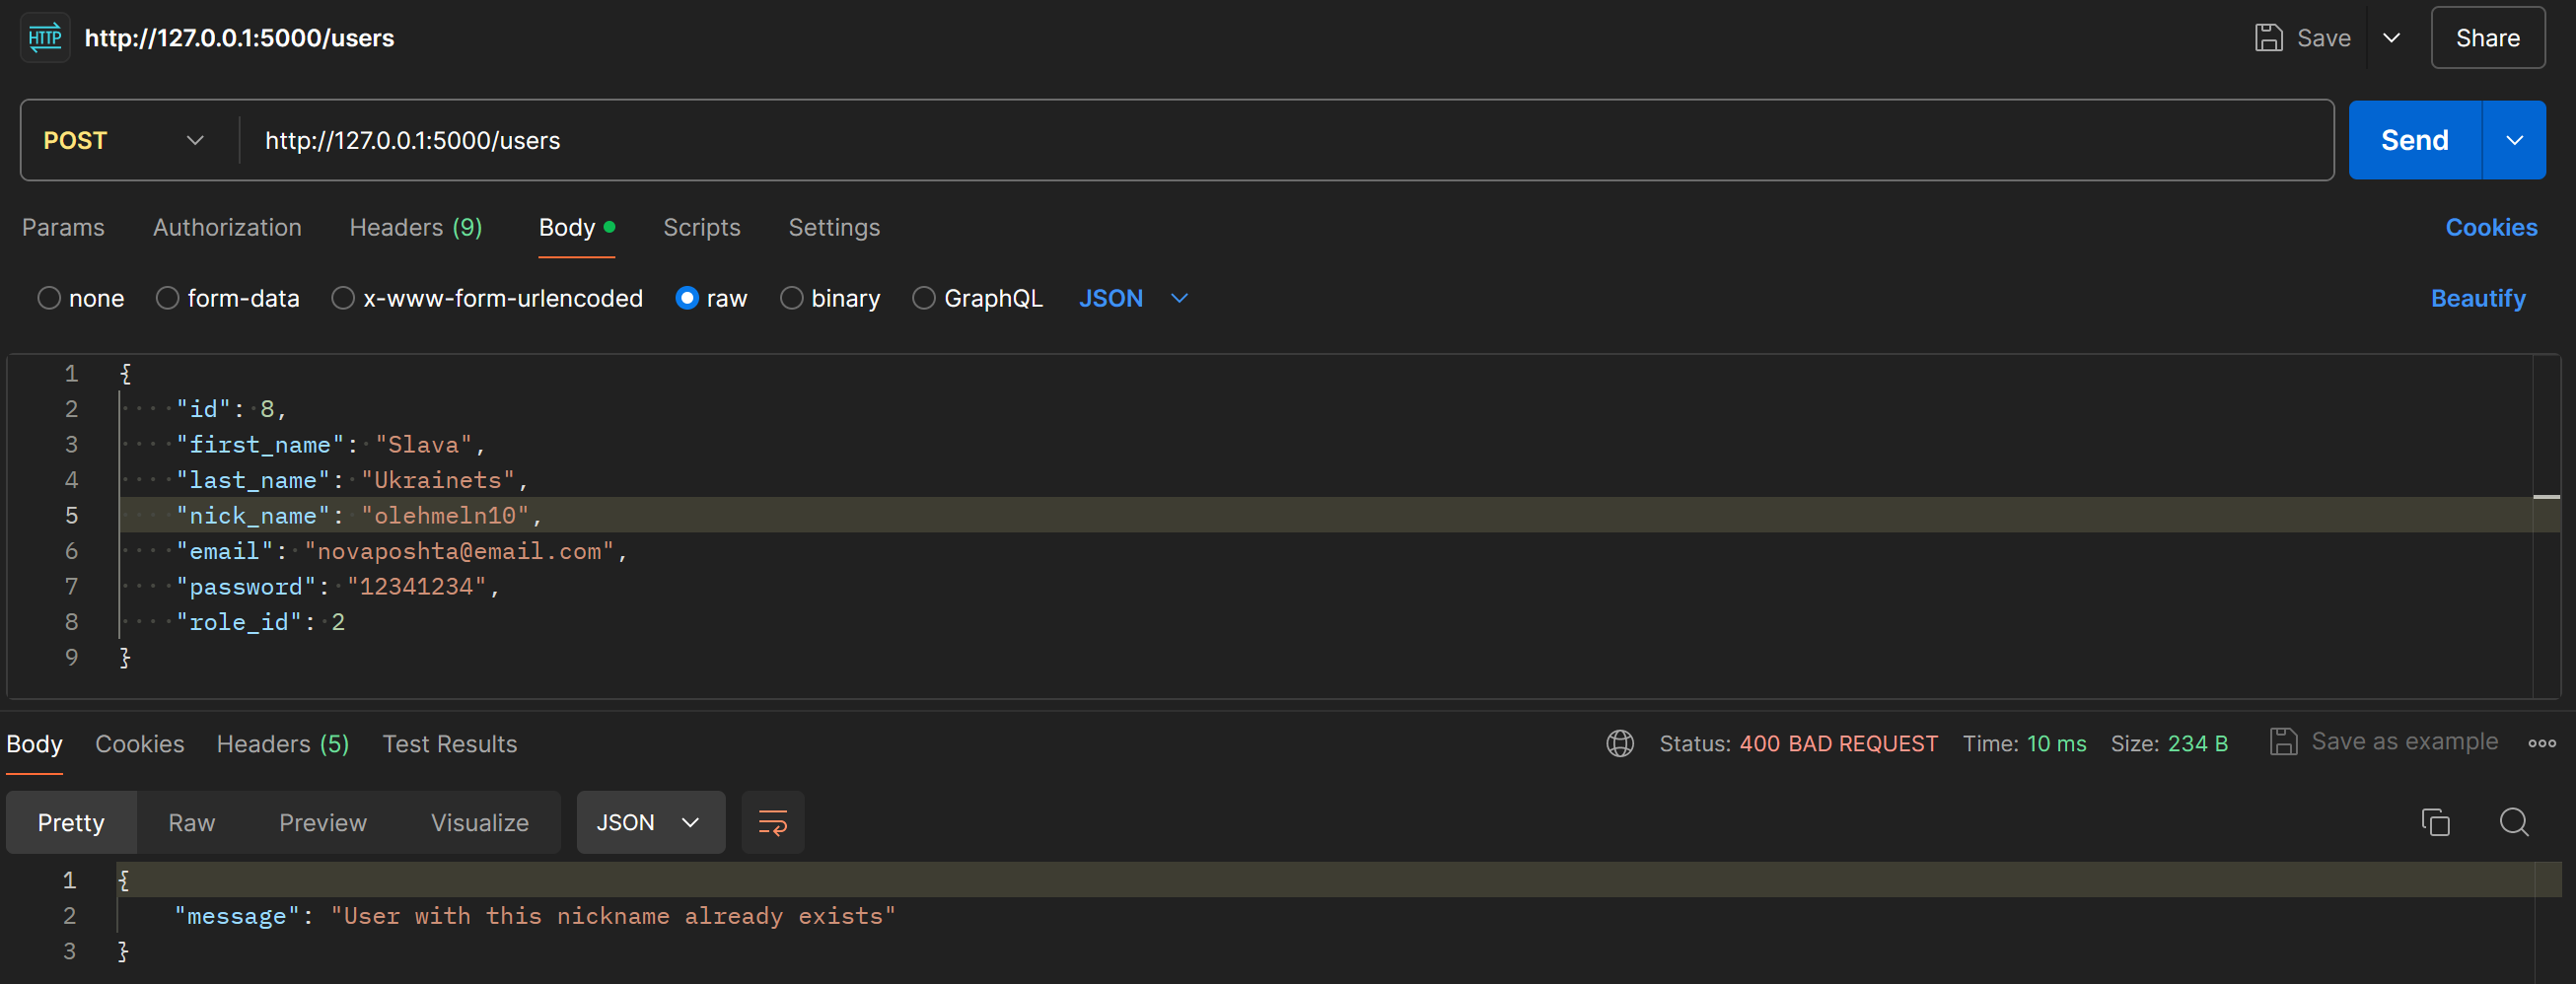 HTTP http://127.0.0.1:5000/users Save Share
POST http://127.0.0.1:5000/users Send
Params Authorization Headers (9) Body Scripts Settings Cookies
none form-data x-www-form-urlencoded raw binary GraphQL JSON Beautify
1 {
2 "id": 8,
3 "first_name": "Slava",
4 "last_name": "Ukrainets",
5 "nick_name": "olehmeln10",
6 "email": "novaposhta@email.com",
7 "password": "12341234",
8 "role_id": 2
9 }
Body Cookies Headers (5) Test Results Status: 400 BAD REQUEST Time: 10 ms Size: 234 B Save as example
Pretty Raw Preview Visualize JSON
1 {
2 "message": "User with this nickname already exists"
3 }